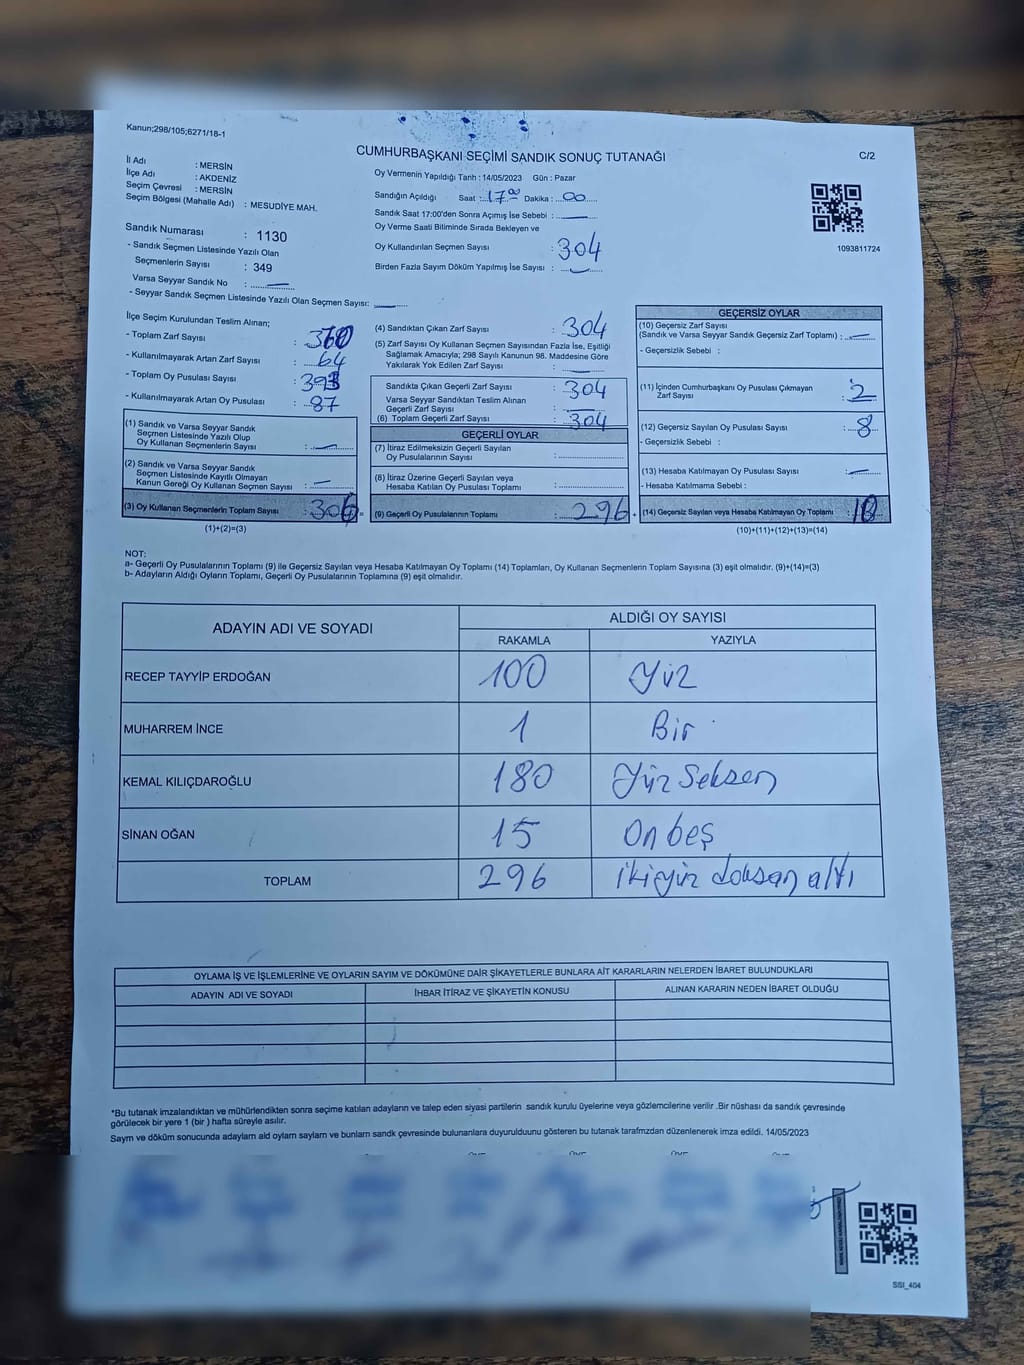 Kanun;298/105;6271/18-1
CUMHURBAŞKANI SEÇİMİ SANDIK SONUÇ TUTANAĞI
C/2
İl Adı : MERSİN
İlçe Adı : AKDENİZ
Seçim Çevresi : MERSİN
Seçim Bölgesi (Mahalle Adı) : MESUDİYE MAH.
Oy Vermenin Yapıldığı Tarih : 14/05/2023 Gün : Pazar
Sandığın Açıldığı Saat : 17 00 Dakika : 00
Sandık Saat 17:00'den Sonra Açılmış İse Sebebi :
Oy Verme Saati Bitiminde Sırada Bekleyen ve
Oy Kullandırılan Seçmen Sayısı : 304
Birden Fazla Sayım Döküm Yapılmış İse Sayısı :
1093811724
Sandık Numarası : 1130
- Sandık Seçmen Listesinde Yazılı Olan
Seçmenlerin Sayısı : 349
Varsa Seyyar Sandık No :
- Seyyar Sandık Seçmen Listesinde Yazılı Olan Seçmen Sayısı:
İlçe Seçim Kurulundan Teslim Alınan;
- Toplam Zarf Sayısı :
- Kullanılmayarak Artan Zarf Sayısı : 64
- Toplam Oy Pusulası Sayısı :
- Kullanılmayarak Artan Oy Pusulası : 87
(1) Sandık ve Varsa Seyyar Sandık
Seçmen Listesinde Yazılı Olup
Oy Kullanan Seçmenlerin Sayısı :
(2) Sandık ve Varsa Seyyar Sandık
Seçmen Listesinde Kayıtlı Olmayan
Kanun Gereği Oy Kullanan Seçmen Sayısı :
(3) Oy Kullanan Seçmenlerin Toplam Sayısı : 306
(1)+(2)=(3)
(4) Sandıktan Çıkan Zarf Sayısı : 304
(5) Zarf Sayısı Oy Kullanan Seçmen Sayısından Fazla İse, Eşitliği
Sağlamak Amacıyla; 298 Sayılı Kanunun 98. Maddesine Göre
Yakılarak Yok Edilen Zarf Sayısı :
Sandıkta Çıkan Geçerli Zarf Sayısı : 304
Varsa Seyyar Sandıktan Teslim Alınan
Geçerli Zarf Sayısı :
(6) Toplam Geçerli Zarf Sayısı : 304
GEÇERLİ OYLAR
(7) İtiraz Edilmeksizin Geçerli Sayılan
Oy Pusulalarının Sayısı :
(8) İtiraz Üzerine Geçerli Sayılan veya
Hesaba Katılan Oy Pusulası Toplamı :
(9) Geçerli Oy Pusulalarının Toplamı : 296
GEÇERSİZ OYLAR
(10) Geçersiz Zarf Sayısı
(Sandık ve Varsa Seyyar Sandık Geçersiz Zarf Toplamı) :
- Geçersizlik Sebebi :
(11) İçinden Cumhurbaşkanı Oy Pusulası Çıkmayan
Zarf Sayısı : 2
(12) Geçersiz Sayılan Oy Pusulası Sayısı : 8
- Geçersizlik Sebebi :
(13) Hesaba Katılmayan Oy Pusulası Sayısı :
- Hesaba Katılmama Sebebi :
(14) Geçersiz Sayılan veya Hesaba Katılmayan Oy Toplamı : 10
(10)+(11)+(12)+(13)=(14)
NOT:
a- Geçerli Oy Pusulalarının Toplamı (9) ile Geçersiz Sayılan veya Hesaba Katılmayan Oy Toplamı (14) Toplamları, Oy Kullanan Seçmenlerin Toplam Sayısına (3) eşit olmalıdır. (9)+(14)=(3)
b- Adayların Aldığı Oyların Toplamı, Geçerli Oy Pusulalarının Toplamına (9) eşit olmalıdır.
ADAYIN ADI VE SOYADI
ALDIĞI OY SAYISI
RAKAMLA YAZIYLA
RECEP TAYYİP ERDOĞAN 100 Yüz
MUHARREM İNCE 1 Bir
KEMAL KILIÇDAROĞLU 180 Yüz Seksen
SİNAN OĞAN 15 On beş
TOPLAM 296 ikiyüz doksan altı
OYLAMA İŞ VE İŞLEMLERİNE VE OYLARIN SAYIM VE DÖKÜMÜNE DAİR ŞİKAYETLERLE BUNLARA AİT KARARLARIN NELERDEN İBARET BULUNDUKLARI
ADAYIN ADI VE SOYADI İHBAR İTİRAZ VE ŞİKAYETİN KONUSU ALINAN KARARIN NEDEN İBARET OLDUĞU
*Bu tutanak imzalandıktan ve mühürlendikten sonra seçime katılan adayların ve talep eden siyasi partilerin sandık kurulu üyelerine veya gözlemcilerine verilir .Bir nüshası da sandık çevresinde
görülecek bir yere 1 (bir ) hafta süreyle asılır.
Sayım ve döküm sonucunda adayların aldı oyların sayıların ve bunların sandk çevresinde bulunanlara duyurulduunu gösteren bu tutanak tarafmzdan düzenlenerek imza edildi. 14/05/2023
SSI_404